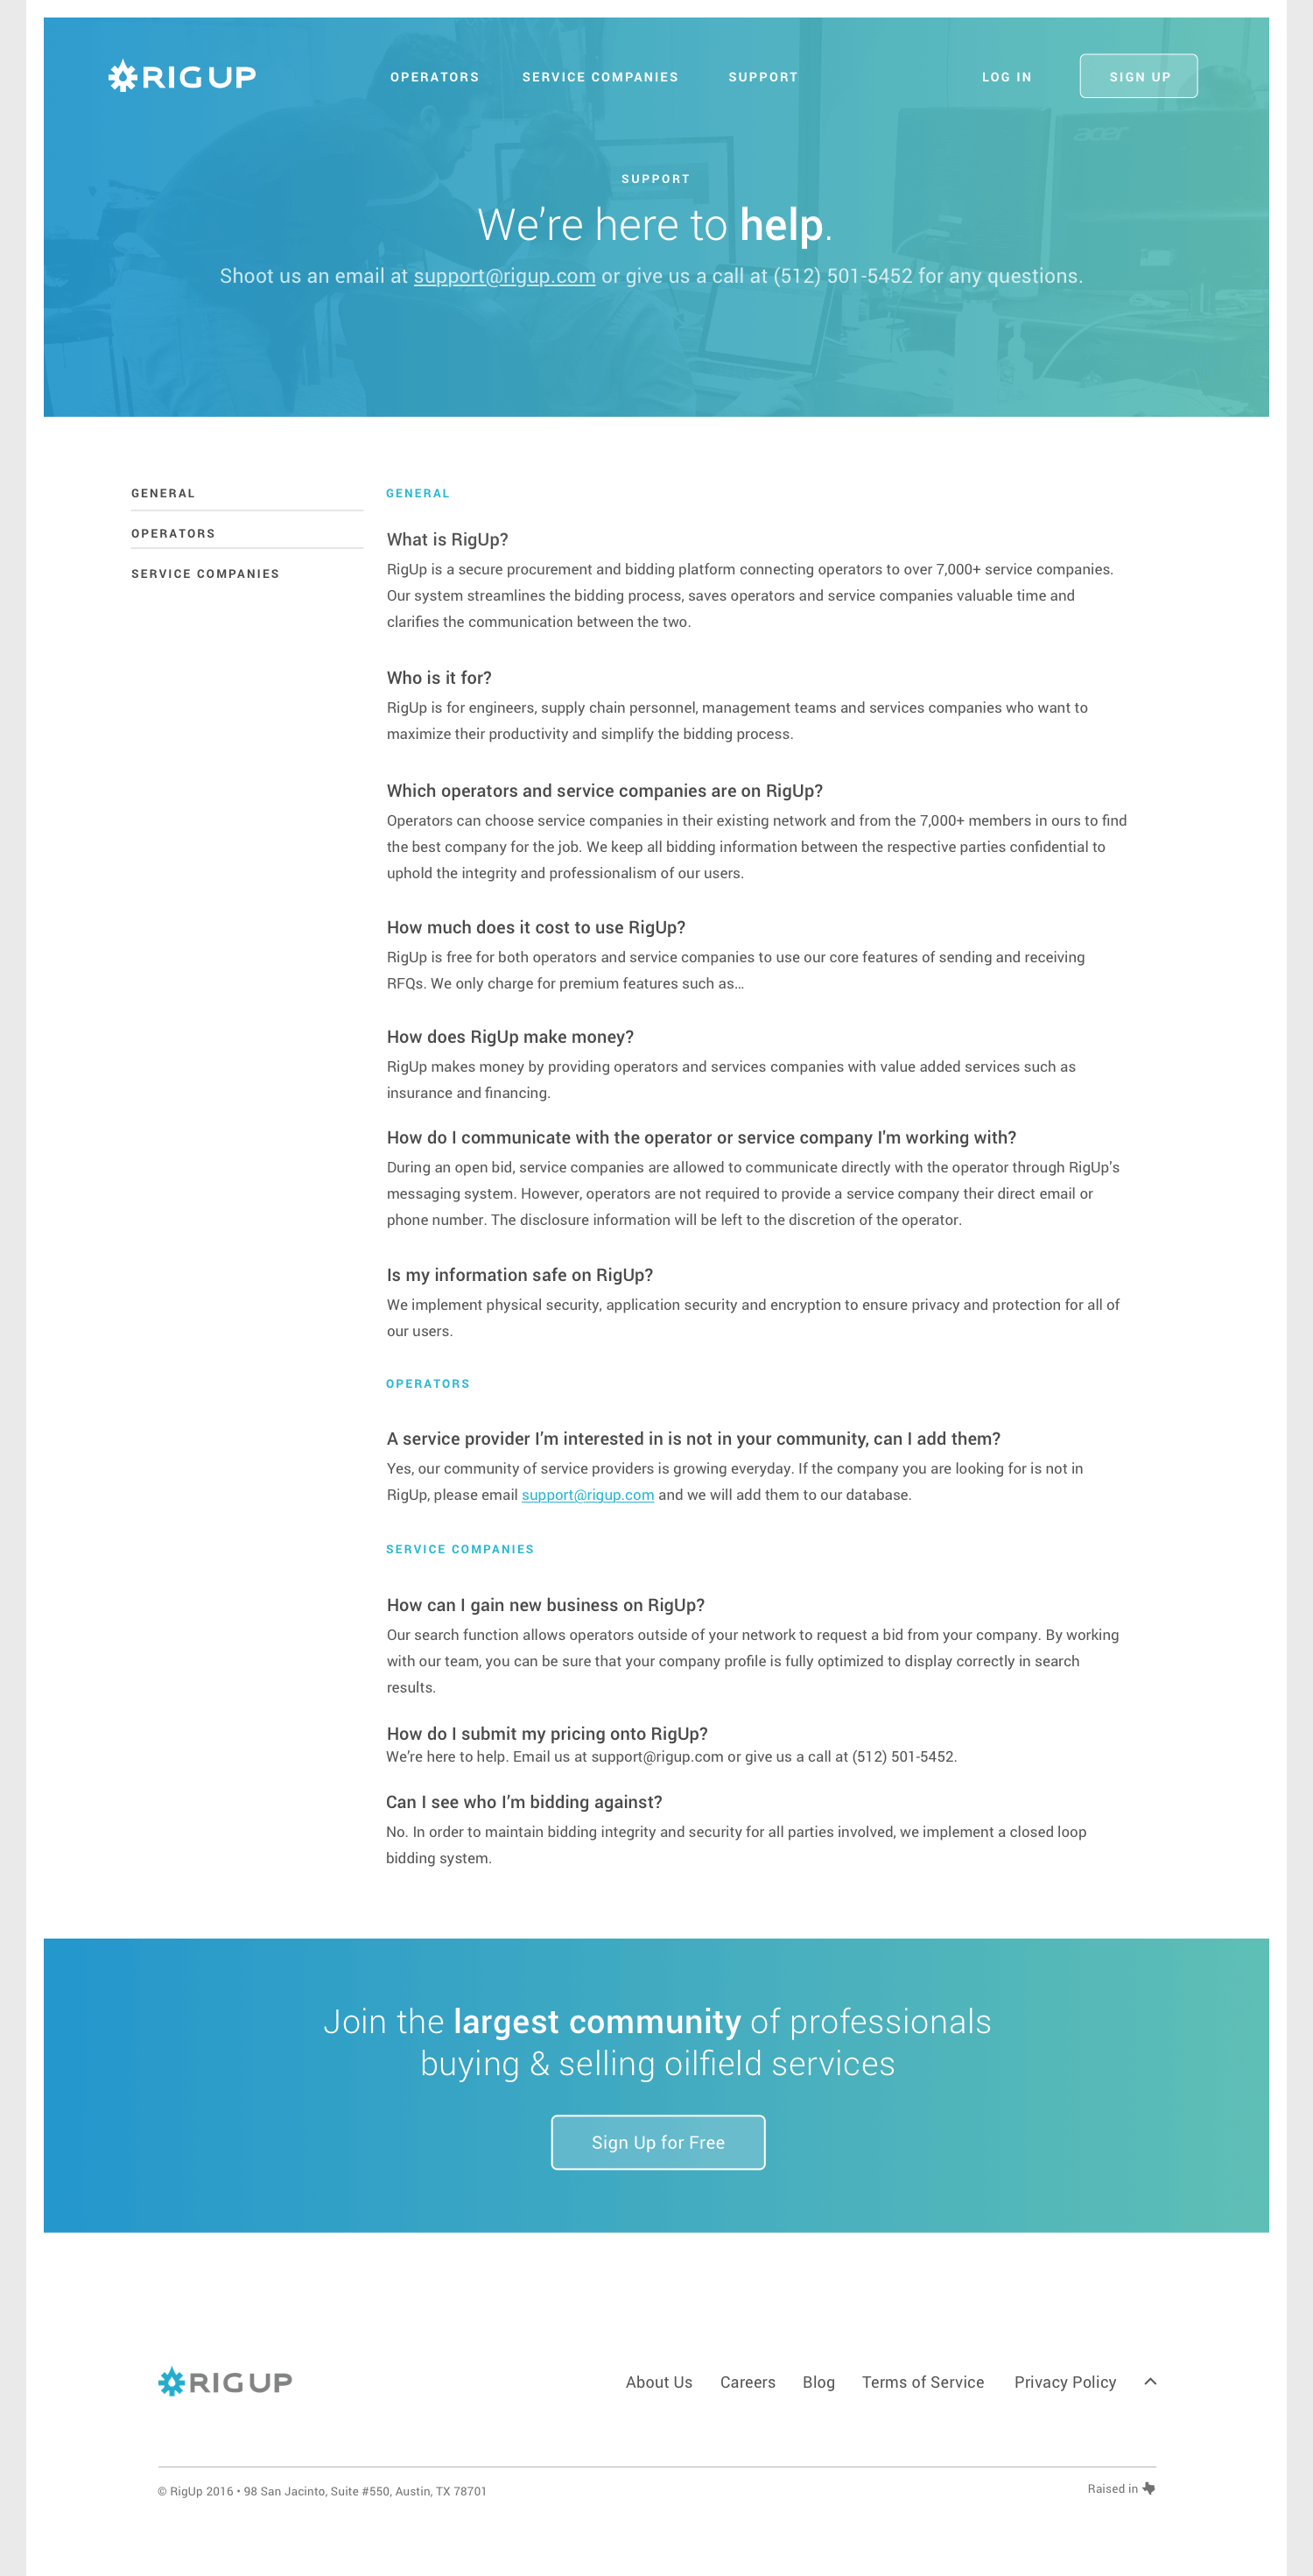 RIGUP
OPERATORS
SERVICE COMPANIES
SUPPORT
LOG IN
SIGN UP
acer
SUPPORT
We're here to help.
Shoot us an email at support@rigup.com or give us a call at (512) 501-5452 for any questions.
GENERAL
OPERATORS
SERVICE COMPANIES
GENERAL
What is RigUp?
RigUp is a secure procurement and bidding platform connecting operators to over 7,000+ service companies.
Our system streamlines the bidding process, saves operators and service companies valuable time and
clarifies the communication between the two.
Who is it for?
RigUp is for engineers, supply chain personnel, management teams and services companies who want to
maximize their productivity and simplify the bidding process.
Which operators and service companies are on RigUp?
Operators can choose service companies in their existing network and from the 7,000+ members in ours to find
the best company for the job. We keep all bidding information between the respective parties confidential to
uphold the integrity and professionalism of our users.
How much does it cost to use RigUp?
RigUp is free for both operators and service companies to use our core features of sending and receiving
RFQs. We only charge for premium features such as…
How does RigUp make money?
RigUp makes money by providing operators and services companies with value added services such as
insurance and financing.
How do I communicate with the operator or service company I'm working with?
During an open bid, service companies are allowed to communicate directly with the operator through RigUp's
messaging system. However, operators are not required to provide a service company their direct email or
phone number. The disclosure information will be left to the discretion of the operator.
Is my information safe on RigUp?
We implement physical security, application security and encryption to ensure privacy and protection for all of
our users.
OPERATORS
A service provider I'm interested in is not in your community, can I add them?
Yes, our community of service providers is growing everyday. If the company you are looking for is not in
RigUp, please email support@rigup.com and we will add them to our database.
SERVICE COMPANIES
How can I gain new business on RigUp?
Our search function allows operators outside of your network to request a bid from your company. By working
with our team, you can be sure that your company profile is fully optimized to display correctly in search
results.
How do I submit my pricing onto RigUp?
We're here to help. Email us at support@rigup.com or give us a call at (512) 501-5452.
Can I see who I'm bidding against?
No. In order to maintain bidding integrity and security for all parties involved, we implement a closed loop
bidding system.
Join the largest community of professionals
buying & selling oilfield services
Sign Up for Free
RIGUP
About Us
Careers
Blog
Terms of Service
Privacy Policy
© RigUp 2016 • 98 San Jacinto, Suite #550, Austin, TX 78701
Raised in